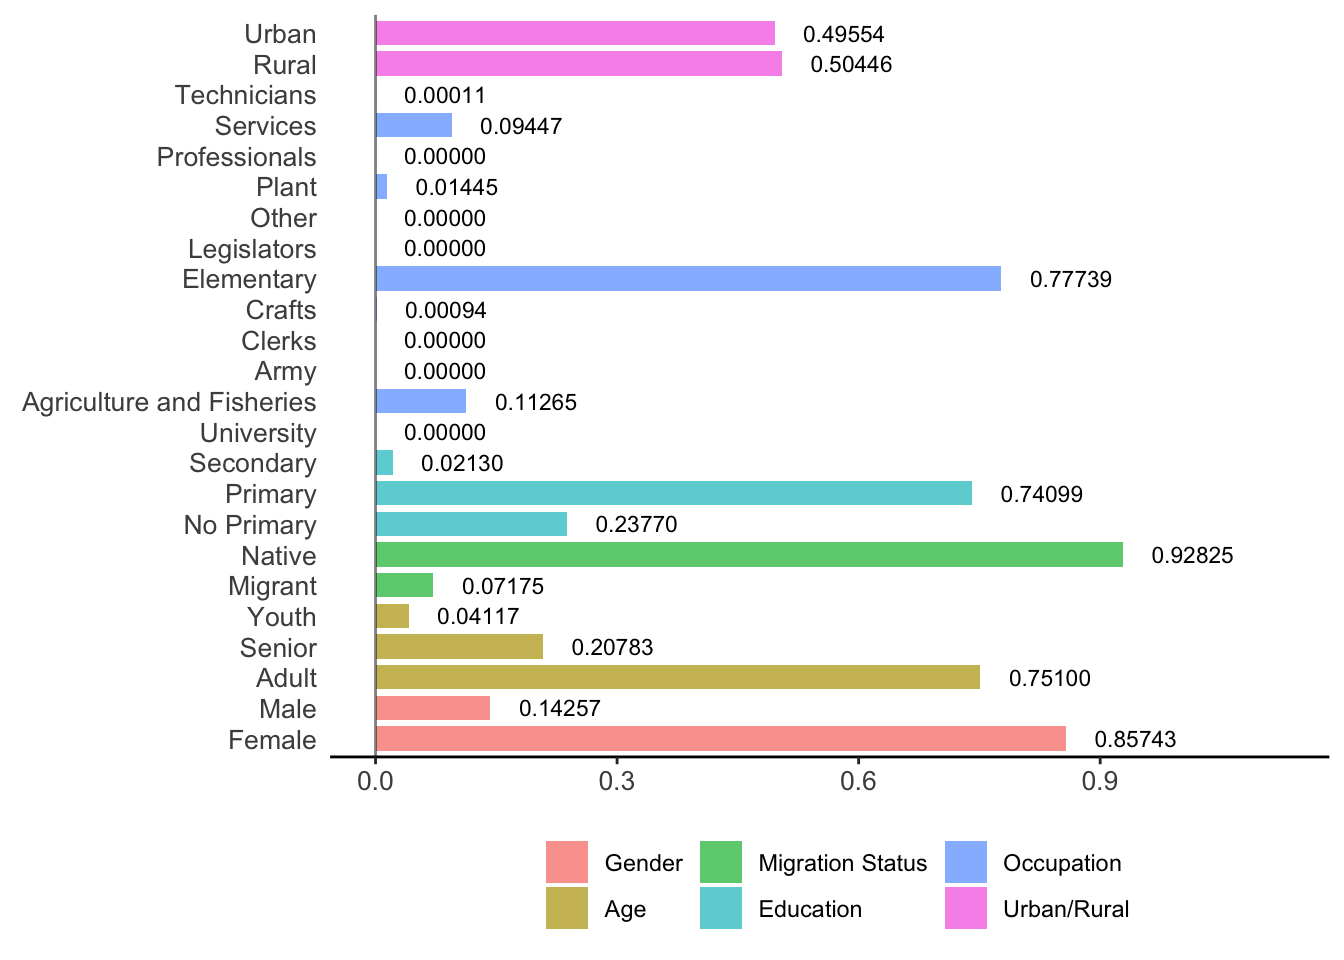 Urban 0.49554
Rural 0.50446
Technicians 0.00011
Services 0.09447
Professionals 0.00000
Plant 0.01445
Other 0.00000
Legislators 0.00000
Elementary 0.77739
Crafts 0.00094
Clerks 0.00000
Army 0.00000
Agriculture and Fisheries 0.11265
University 0.00000
Secondary 0.02130
Primary 0.74099
No Primary 0.23770
Native 0.92825
Migrant 0.07175
Youth 0.04117
Senior 0.20783
Adult 0.75100
Male 0.14257
Female 0.85743
0.0 0.3 0.6 0.9
Gender Migration Status Occupation
Age Education Urban/Rural